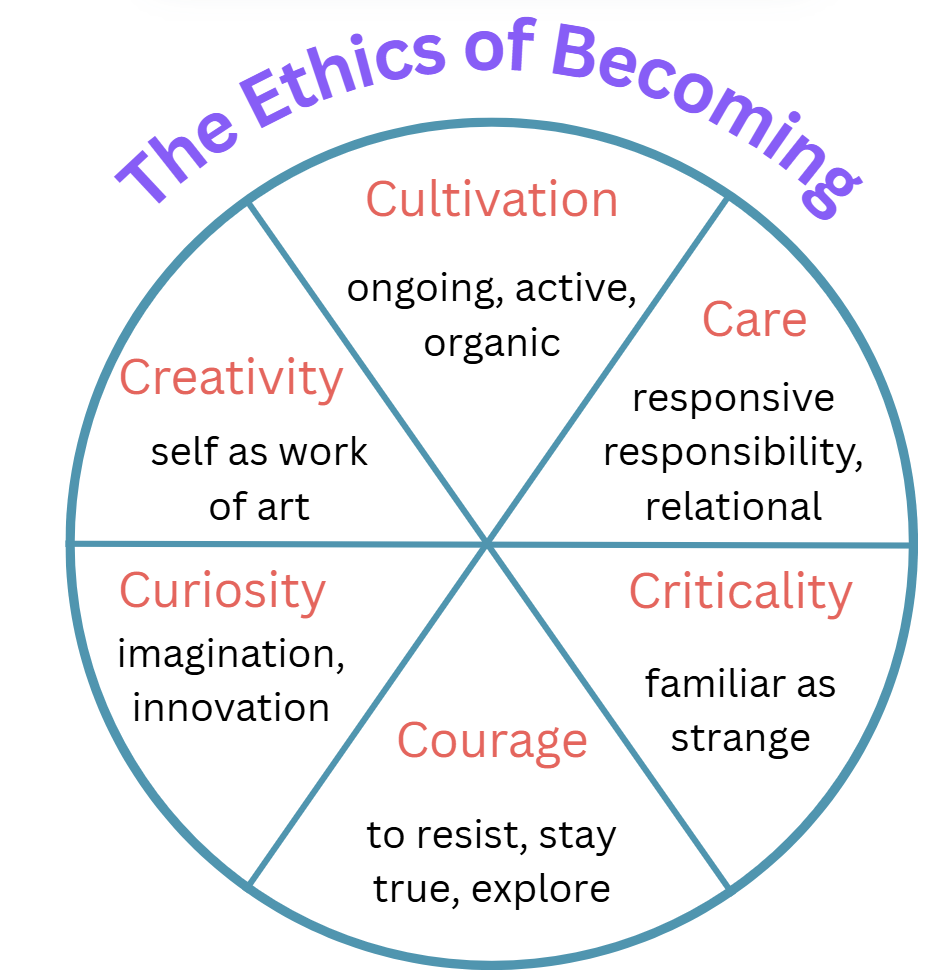 The Ethics of Becoming
Cultivation
ongoing, active,
organic
Care
responsive
responsibility,
relational
Criticality
familiar as
strange
Courage
to resist, stay
true, explore
Curiosity
imagination,
innovation
Creativity
self as work
of art